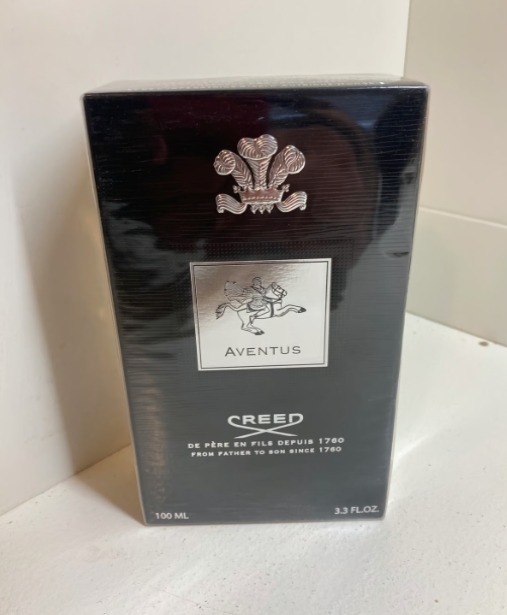 AVENTUS
CREED
DE PÈRE EN FILS DEPUIS 1760
FROM FATHER TO SON SINCE 1760
100 ML
3.3 FL.OZ.